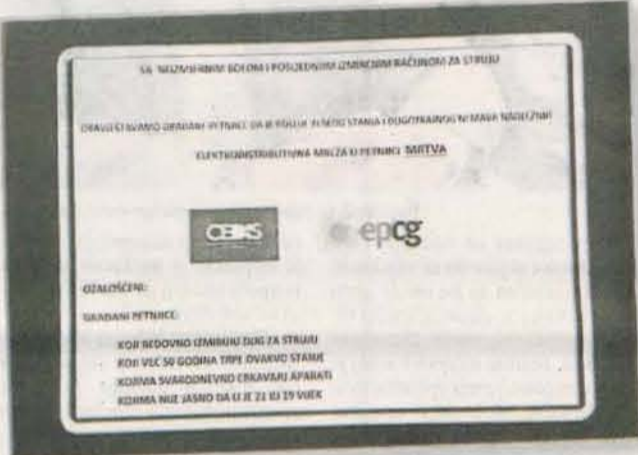 SA NEIZMJERNIM BOLOM I POSLJEDNJIM IZMIRENIM RAČUNOM ZA STRUJU
OBAVJEŠTAVAMO GRAĐANE PETNJICE DA JE POSLIJE TEŠKOG STANJA I DUGOTRAJNOG NEMARA NADLEŽNIH
ELEKTRODISTRIBUTIVNA MREŽA U PETNJICI MRTVA
CEDIS
epcg
OŽALOŠĆENI:
GRAĐANI PETNJICE:
KOJI REDOVNO IZMIRUJU DUG ZA STRUJU
KOJI VEĆ 50 GODINA TRPE OVAKVO STANJE
KOJIMA SVAKODNEVNO CRKAVAJU APARATI
KOJIMA NIJE JASNO DA LI JE 21 ILI 19 VIJEK